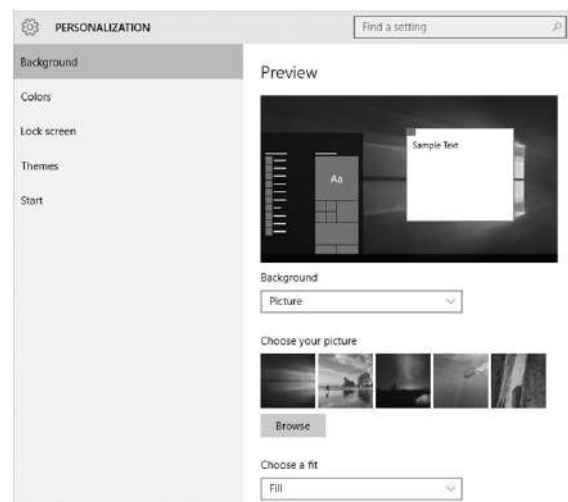 PERSONALIZATION
Find a setting
Background
Colors
Lock screen
Themes
Start
Preview
Sample Text
Aa
Background
Picture
Choose your picture
Browse
Choose a fit
Fill